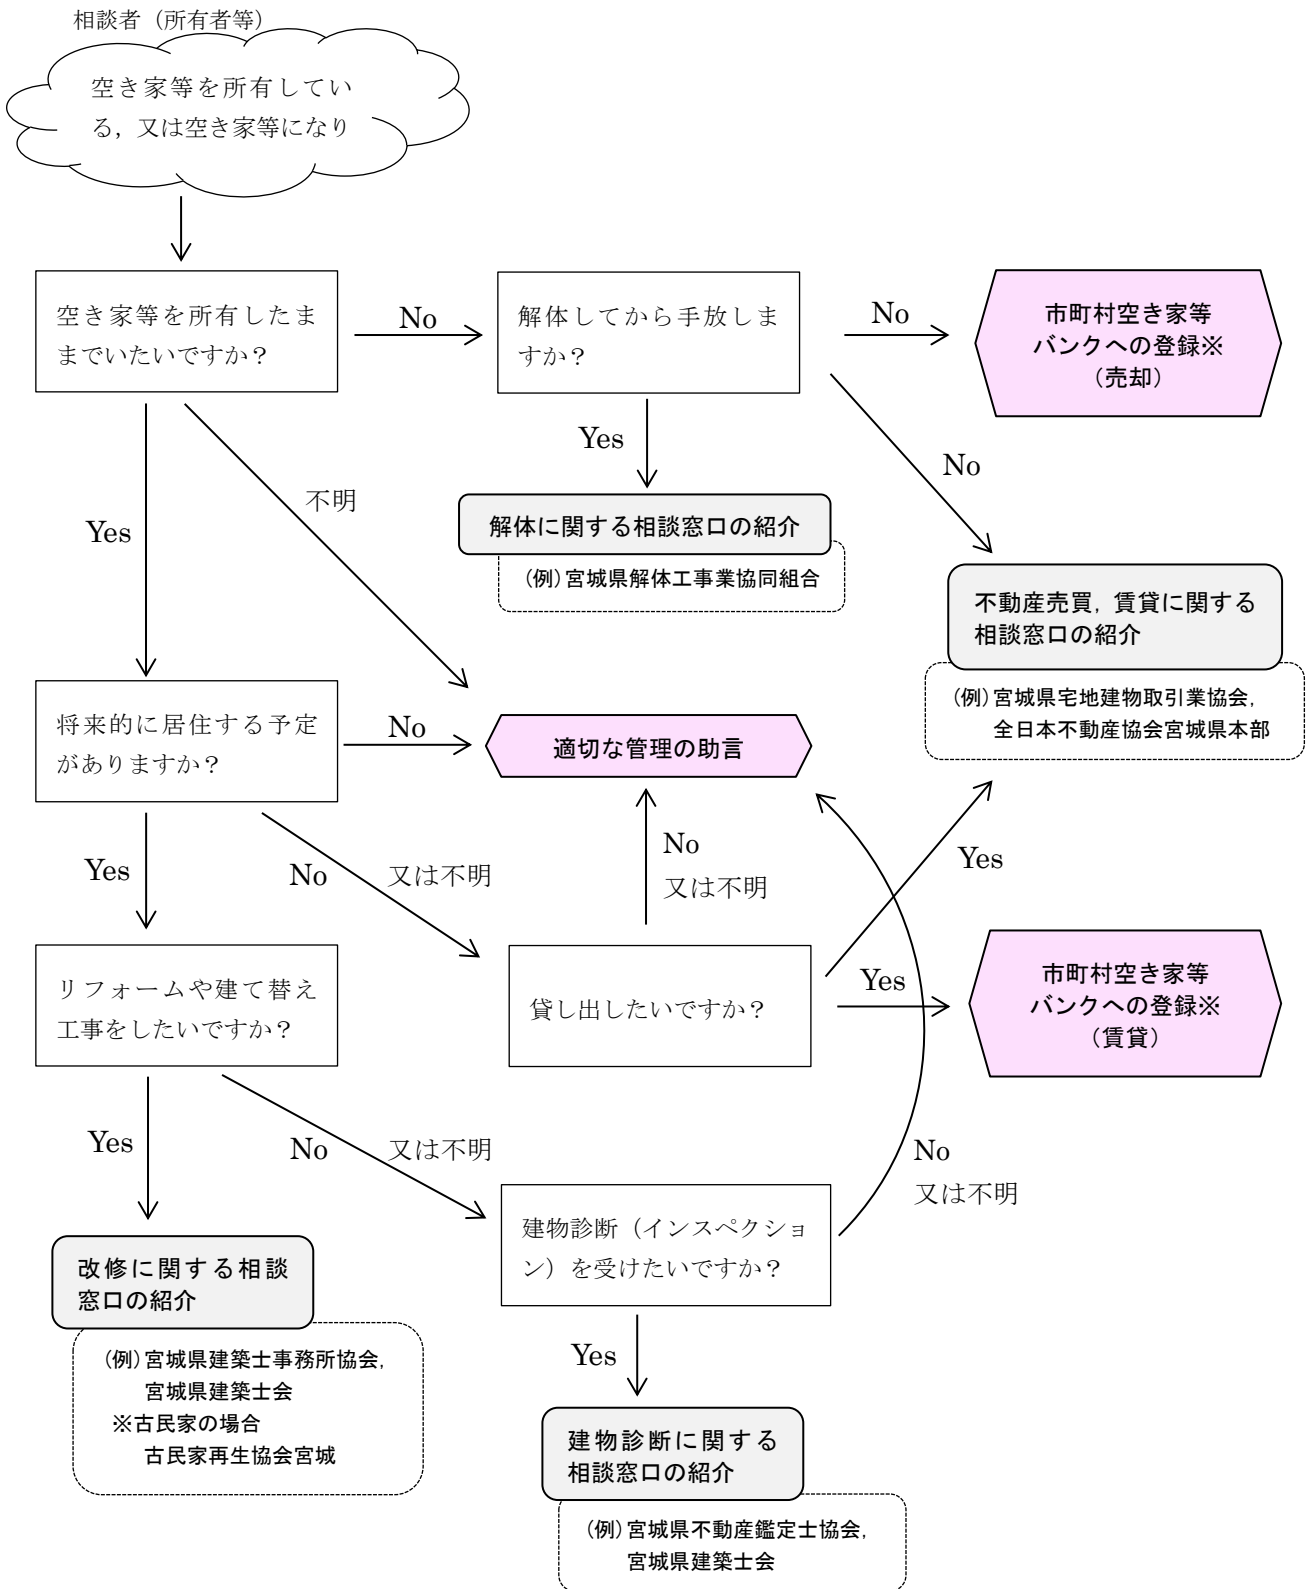 相談者（所有者等）
空き家等を所有してい
る，又は空き家等になり
空き家等を所有したま
までいたいですか？
No
解体してから手放しま
すか？
No
市町村空き家等
バンクへの登録※
（売却）
Yes
No
不明
Yes
解体に関する相談窓口の紹介
（例）宮城県解体工事業協同組合
不動産売買，賃貸に関する
相談窓口の紹介
（例）宮城県宅地建物取引業協会，
全日本不動産協会宮城県本部
将来的に居住する予定
がありますか？
No
適切な管理の助言
Yes
No
又は不明
No
又は不明
Yes
リフォームや建て替え
工事をしたいですか？
貸し出したいですか？
Yes
市町村空き家等
バンクへの登録※
（賃貸）
Yes
No
又は不明
No
又は不明
建物診断（インスペクショ
ン）を受けたいですか？
改修に関する相談
窓口の紹介
（例）宮城県建築士事務所協会，
宮城県建築士会
※古民家の場合
古民家再生協会宮城
Yes
建物診断に関する
相談窓口の紹介
（例）宮城県不動産鑑定士協会，
宮城県建築士会